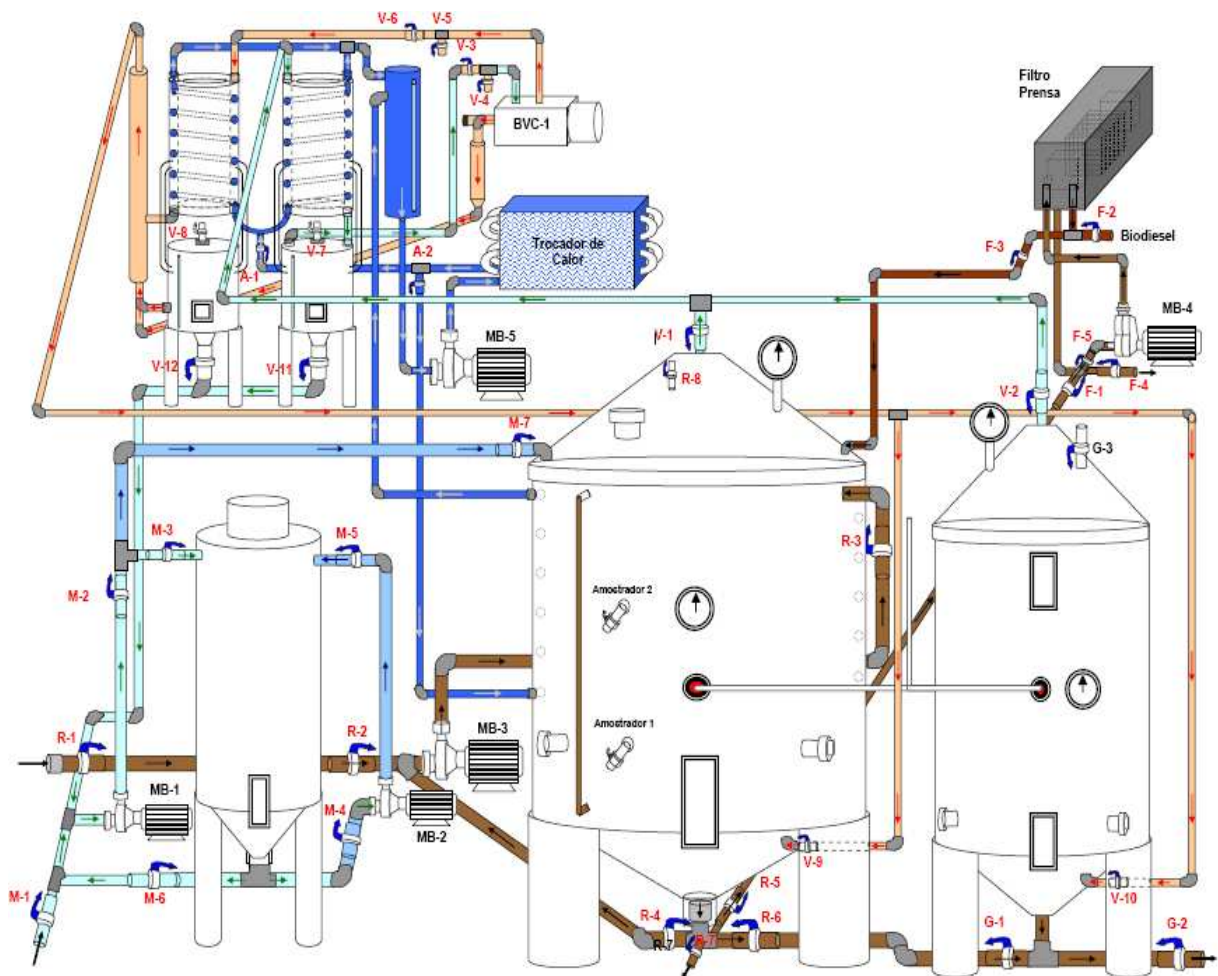 V-6
V-5
V-3
V-4
BVC-1
Filtro
Prensa
V-8
V-7
A-2
A-1
Trocador de
Calor
F-2
F-3
Biodiesel
MB-4
V-12
V-11
MB-5
V-1
R-8
F-5
F-1
F-4
V-2
M-7
G-3
M-3
M-5
R-3
M-2
Amostrador 2
Amostrador 1
R-1
R-2
MB-3
MB-1
M-4
MB-2
M-1
M-6
V-9
V-10
R-5
R-4
R-6
R-7
R-7
G-1
G-2